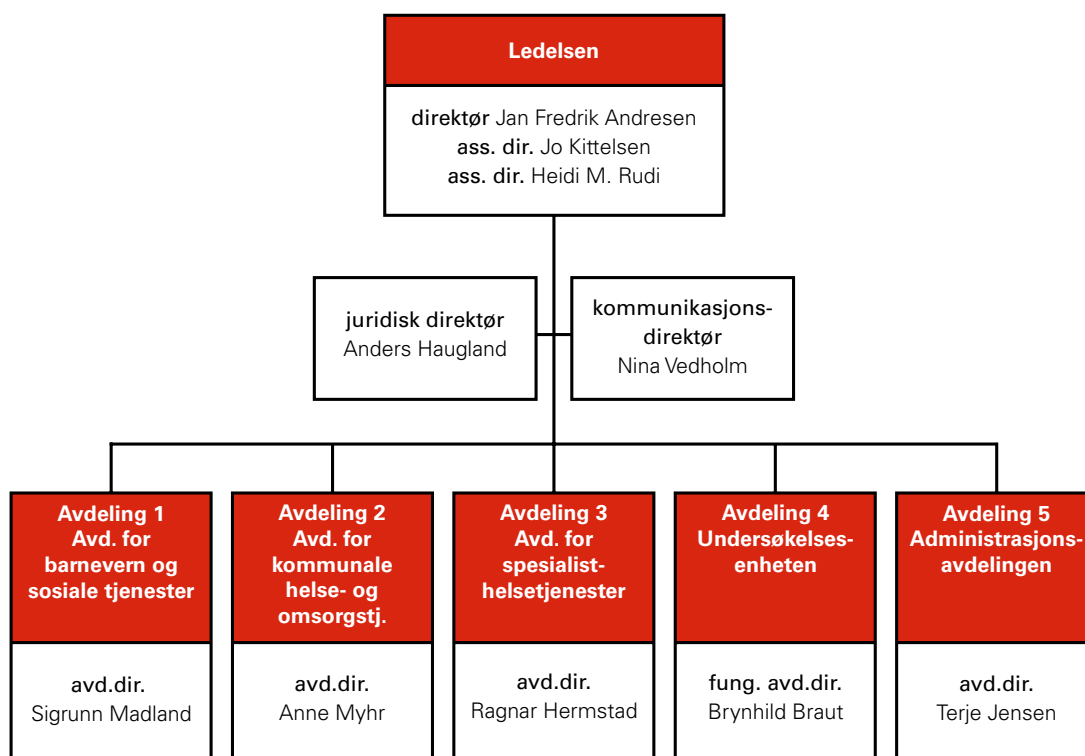 Ledelsen
direktør Jan Fredrik Andresen
ass. dir. Jo Kittelsen
ass. dir. Heidi M. Rudi
juridisk direktør
Anders Haugland
kommunikasjons-
direktør
Nina Vedholm
Avdeling 1
Avd. for
barnevern og
sosiale tjenester
avd.dir.
Sigrunn Madland
Avdeling 2
Avd. for
kommunale
helse- og
omsorgstj.
avd.dir.
Anne Myhr
Avdeling 3
Avd. for
spesialist-
helsetjenester
avd.dir.
Ragnar Hermstad
Avdeling 4
Undersøkelses-
enheten
fung. avd.dir.
Brynhild Braut
Avdeling 5
Administrasjons-
avdelingen
avd.dir.
Terje Jensen